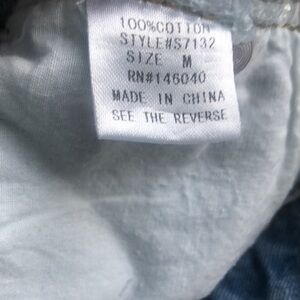 100%COTTON
STYLE#S7132
SIZE M
RN#146040
MADE IN CHINA
SEE THE REVERSE